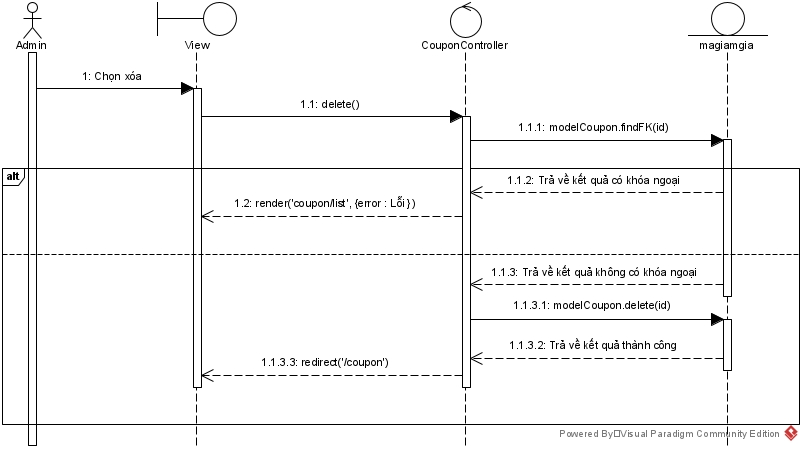 Admin
View
CouponController
magiamgia
1: Chọn xóa
1.1: delete()
1.1.1: modelCoupon.findFK(id)
alt
1.1.2: Trả về kết quả có khóa ngoại
1.2: render('coupon/list', {error : Lỗi })
1.1.3: Trả về kết quả không có khóa ngoại
1.1.3.1: modelCoupon.delete(id)
1.1.3.2: Trả về kết quả thành công
1.1.3.3: redirect('/coupon')
Powered By□Visual Paradigm Community Edition